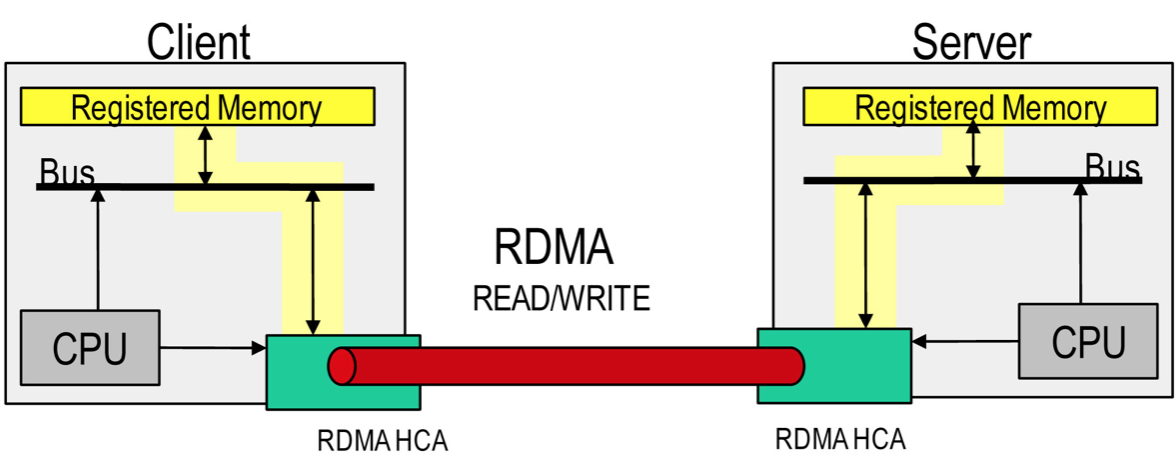 Client
Server
Registered Memory
Registered Memory
Bus
Bus
RDMA
READ/WRITE
CPU
CPU
RDMA HCA
RDMA HCA